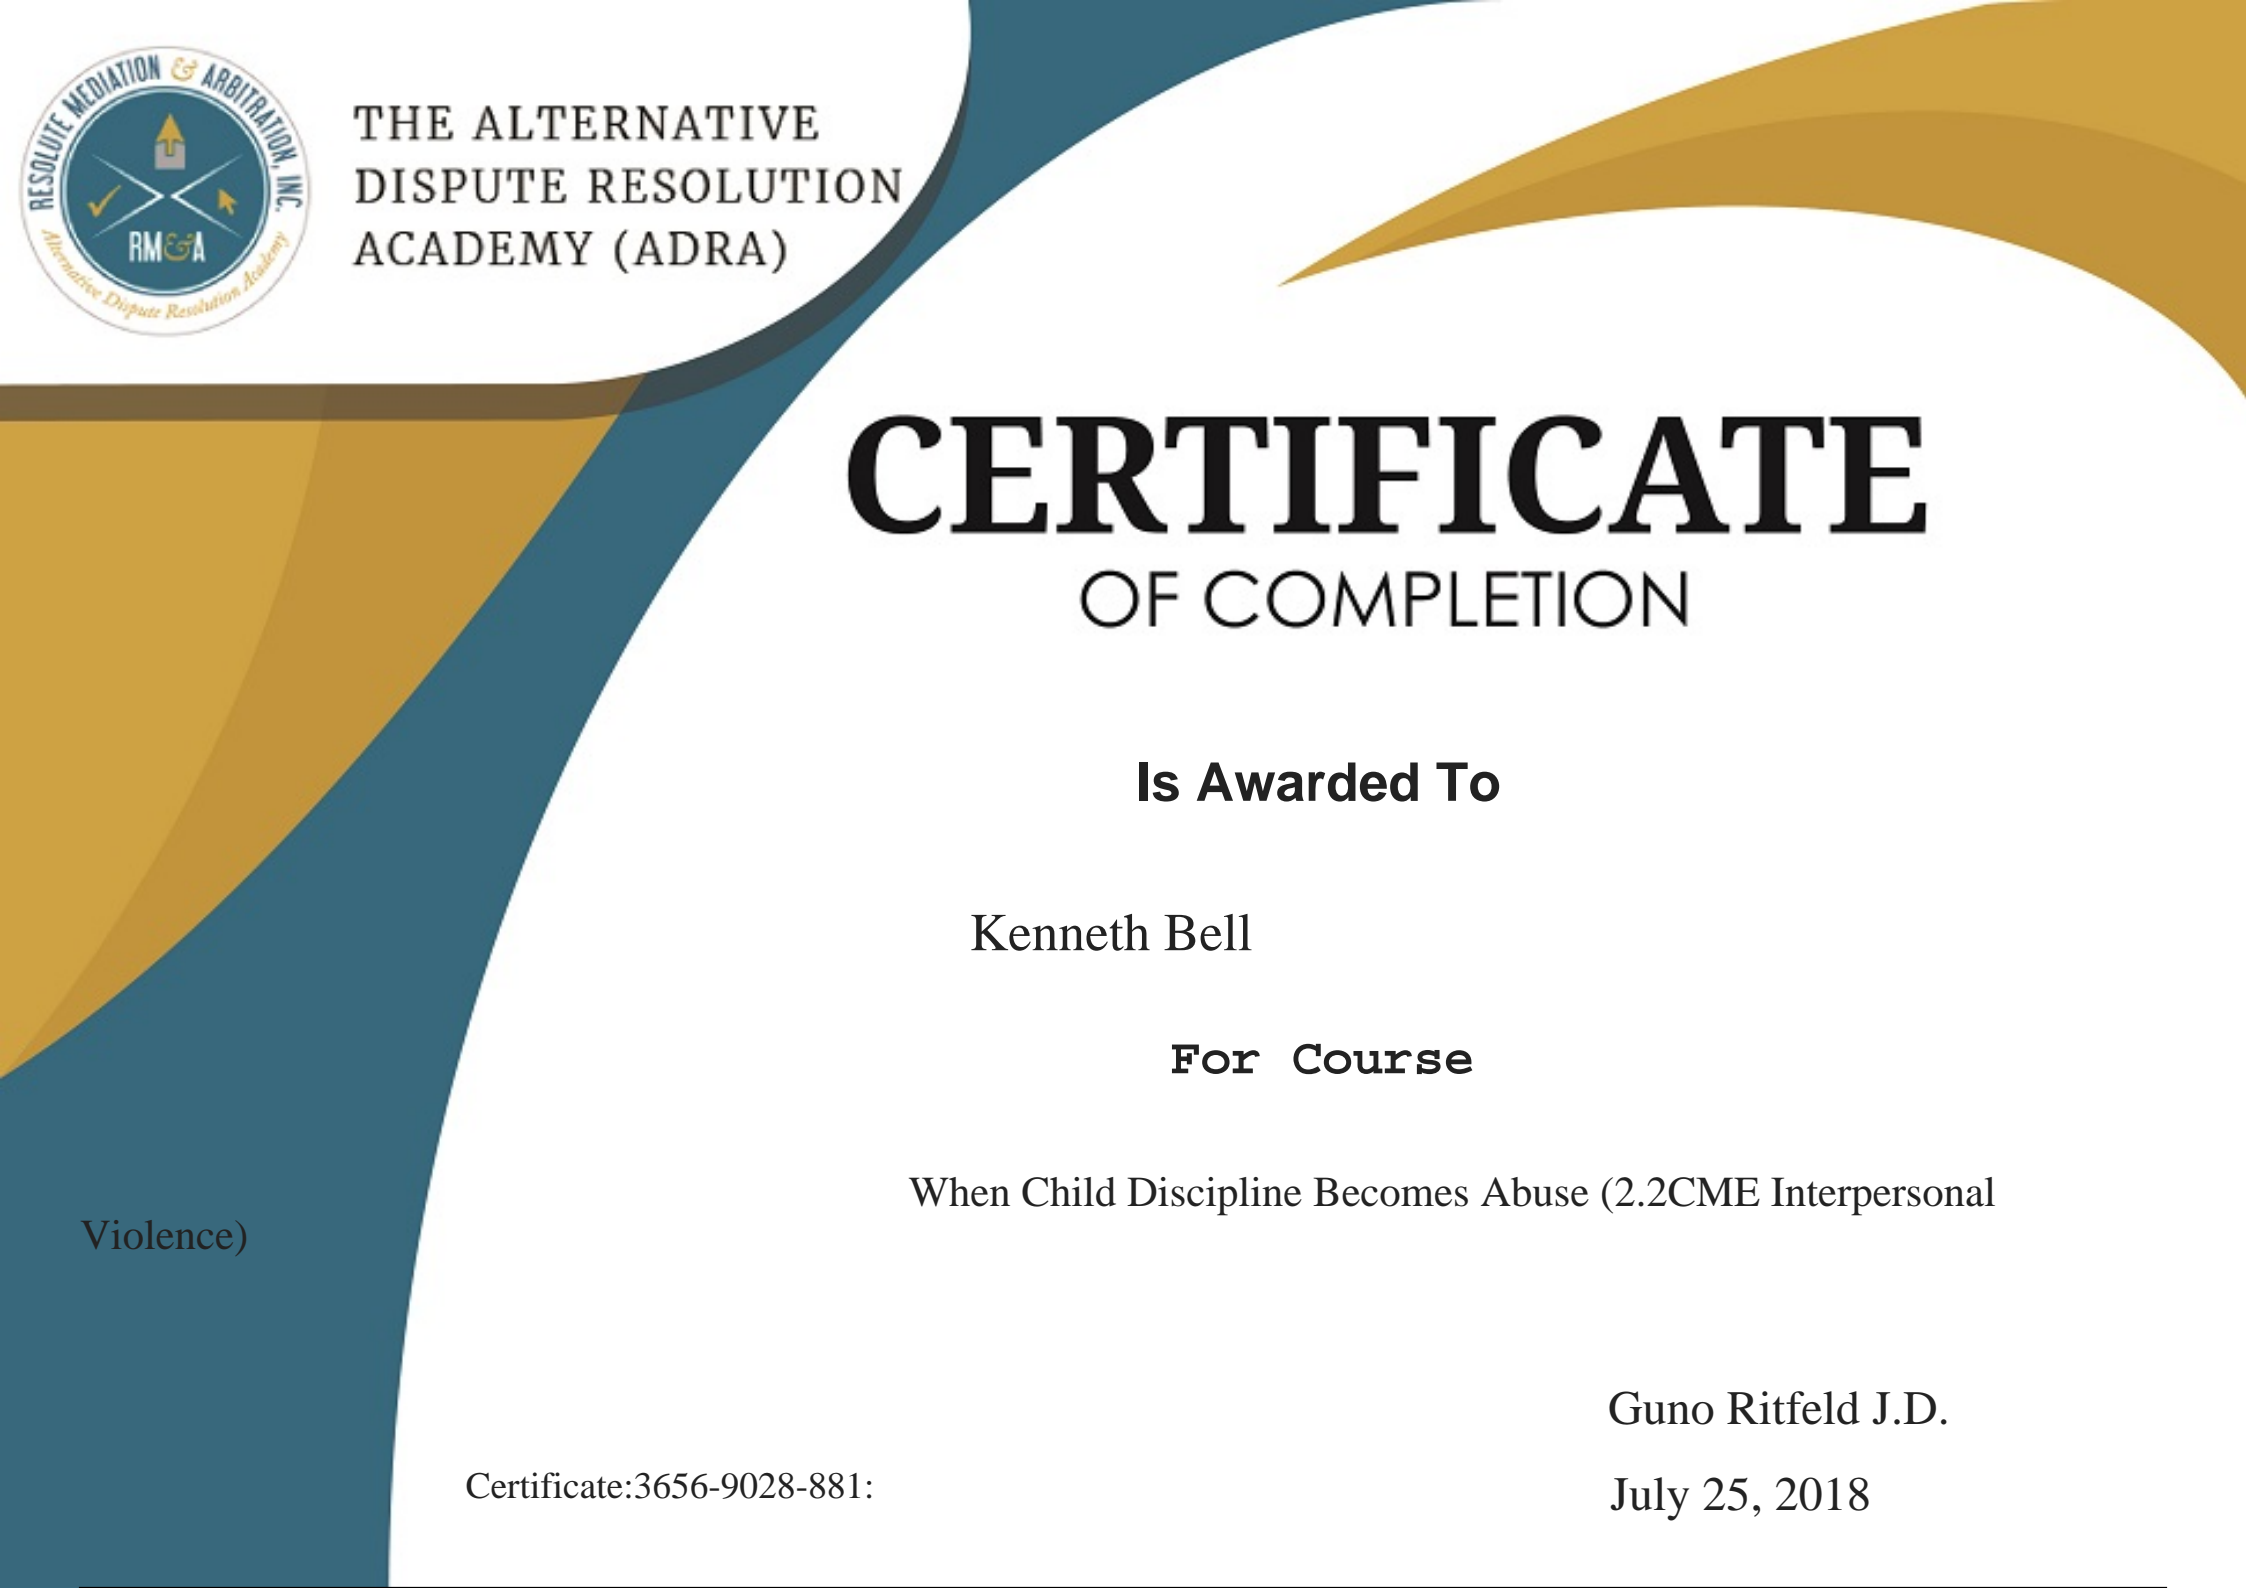 RESOLUTE MEDIATION & ARBITRATION, INC.
RM&A
Alternative Dispute Resolution Academy
THE ALTERNATIVE
DISPUTE RESOLUTION
ACADEMY (ADRA)
CERTIFICATE
OF COMPLETION
Is Awarded To
Kenneth Bell
For Course
When Child Discipline Becomes Abuse (2.2CME Interpersonal
Violence)
Guno Ritfeld J.D.
Certificate:3656-9028-881:
July 25, 2018